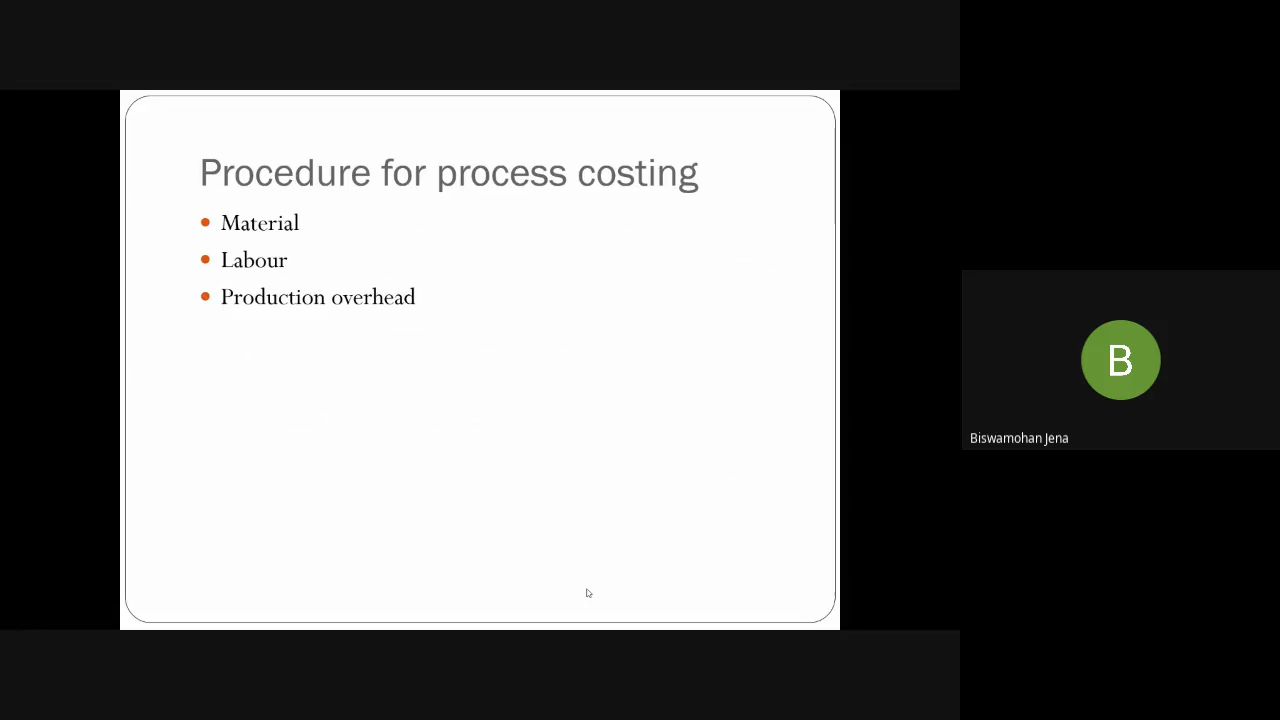 Procedure for process costing
Material
Labour
Production overhead
B
Biswamohan Jena